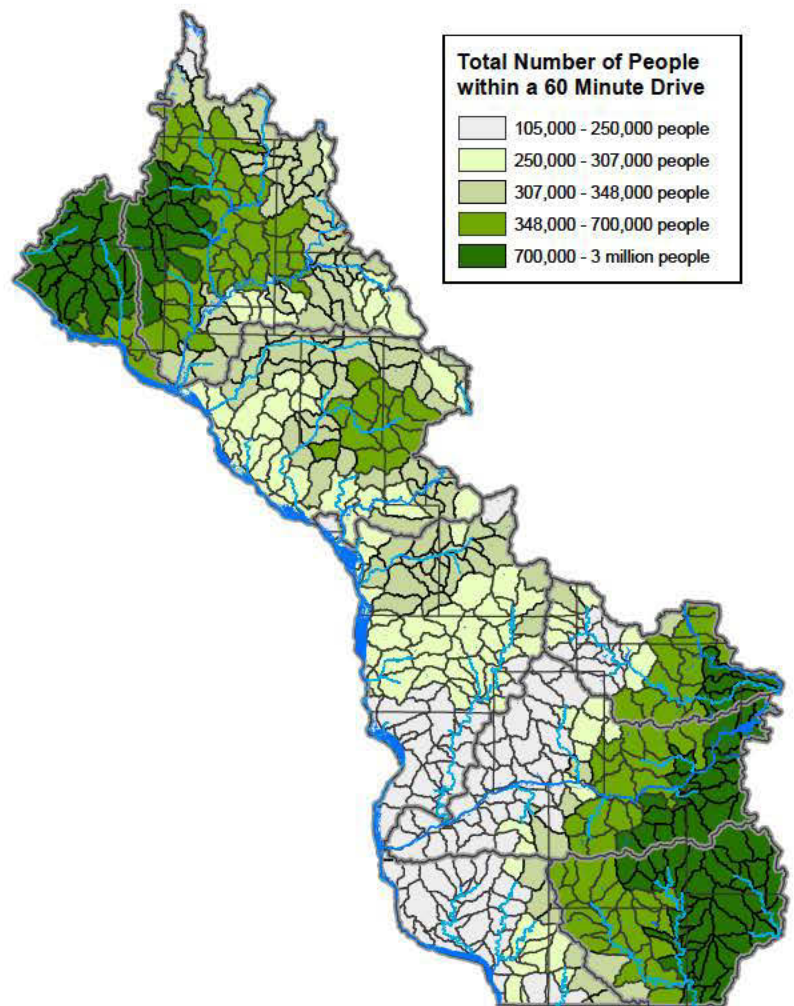 Total Number of People
within a 60 Minute Drive
105,000 - 250,000 people
250,000 - 307,000 people
307,000 - 348,000 people
348,000 - 700,000 people
700,000 - 3 million people